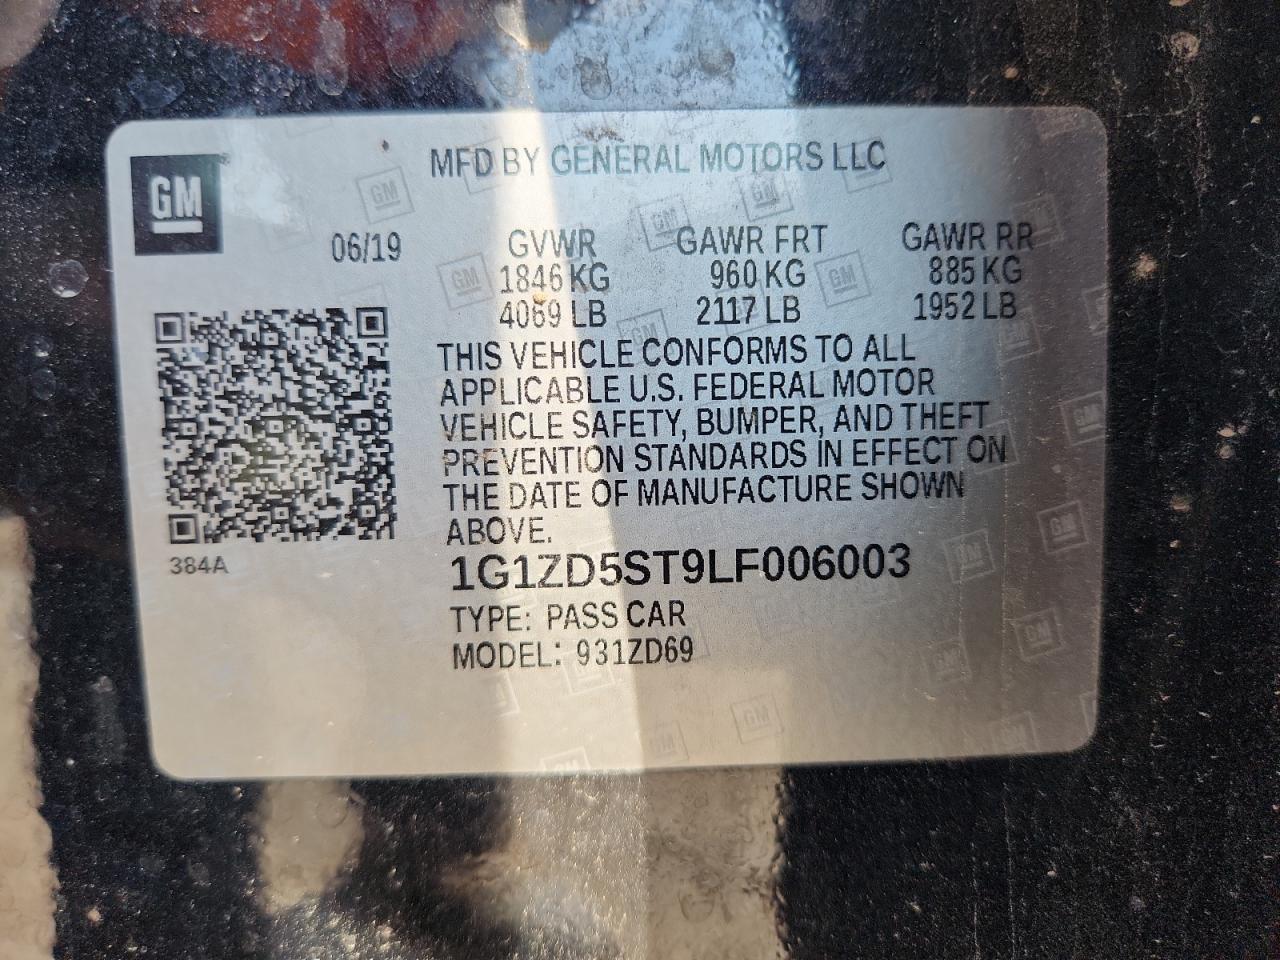 MFD BY GENERAL MOTORS LLC
GM
06/19 GVWR GAWR FRT GAWR RR
1846 KG 960 KG 885 KG
4069 LB 2117 LB 1952 LB
THIS VEHICLE CONFORMS TO ALL
APPLICABLE U.S. FEDERAL MOTOR
VEHICLE SAFETY, BUMPER, AND THEFT
PREVENTION STANDARDS IN EFFECT ON
THE DATE OF MANUFACTURE SHOWN
ABOVE.
384A
1G1ZD5ST9LF006003
TYPE: PASS CAR
MODEL: 931ZD69